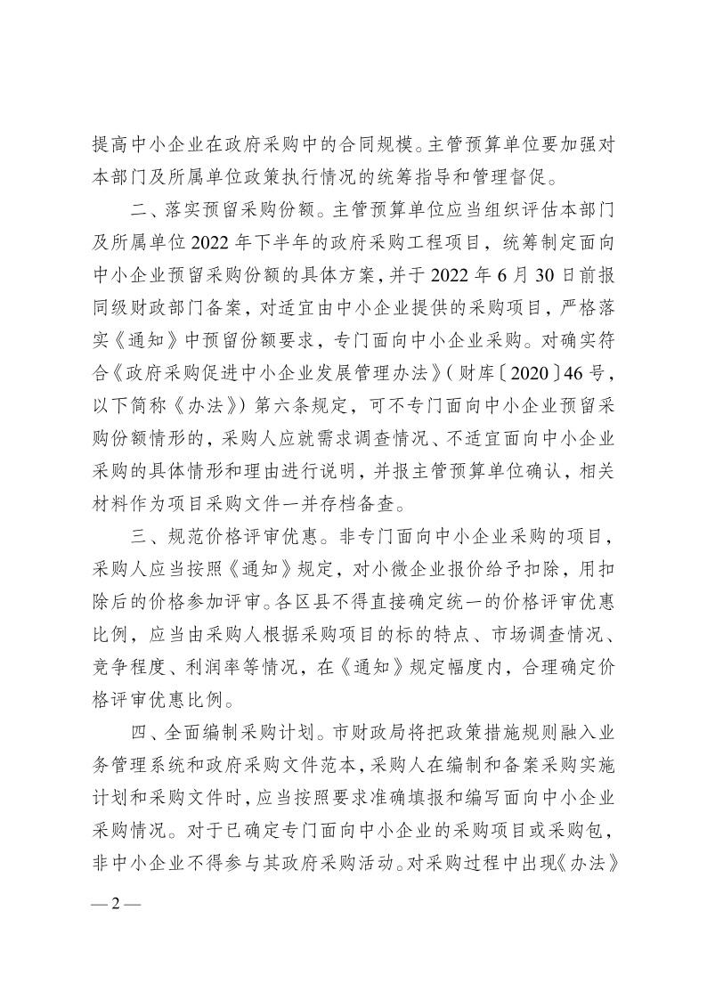 提高中小企业在政府采购中的合同规模。主管预算单位要加强对
本部门及所属单位政策执行情况的统筹指导和管理督促。
二、落实预留采购份额。主管预算单位应当组织评估本部门
及所属单位 2022 年下半年的政府采购工程项目，统筹制定面向
中小企业预留采购份额的具体方案，并于 2022 年 6 月 30 日前报
同级财政部门备案，对适宜由中小企业提供的采购项目，严格落
实《通知》中预留份额要求，专门面向中小企业采购。对确实符
合《政府采购促进中小企业发展管理办法》（财库〔2020〕46 号，
以下简称《办法》）第六条规定，可不专门面向中小企业预留采
购份额情形的，采购人应就需求调查情况、不适宜面向中小企业
采购的具体情形和理由进行说明，并报主管预算单位确认，相关
材料作为项目采购文件一并存档备查。
三、规范价格评审优惠。非专门面向中小企业采购的项目，
采购人应当按照《通知》规定，对小微企业报价给予扣除，用扣
除后的价格参加评审。各区县不得直接确定统一的价格评审优惠
比例，应当由采购人根据采购项目的标的特点、市场调查情况、
竞争程度、利润率等情况，在《通知》规定幅度内，合理确定价
格评审优惠比例。
四、全面编制采购计划。市财政局将把政策措施规则融入业
务管理系统和政府采购文件范本，采购人在编制和备案采购实施
计划和采购文件时，应当按照要求准确填报和编写面向中小企业
采购情况。对于已确定专门面向中小企业的采购项目或采购包，
非中小企业不得参与其政府采购活动。对采购过程中出现《办法》
— 2 —